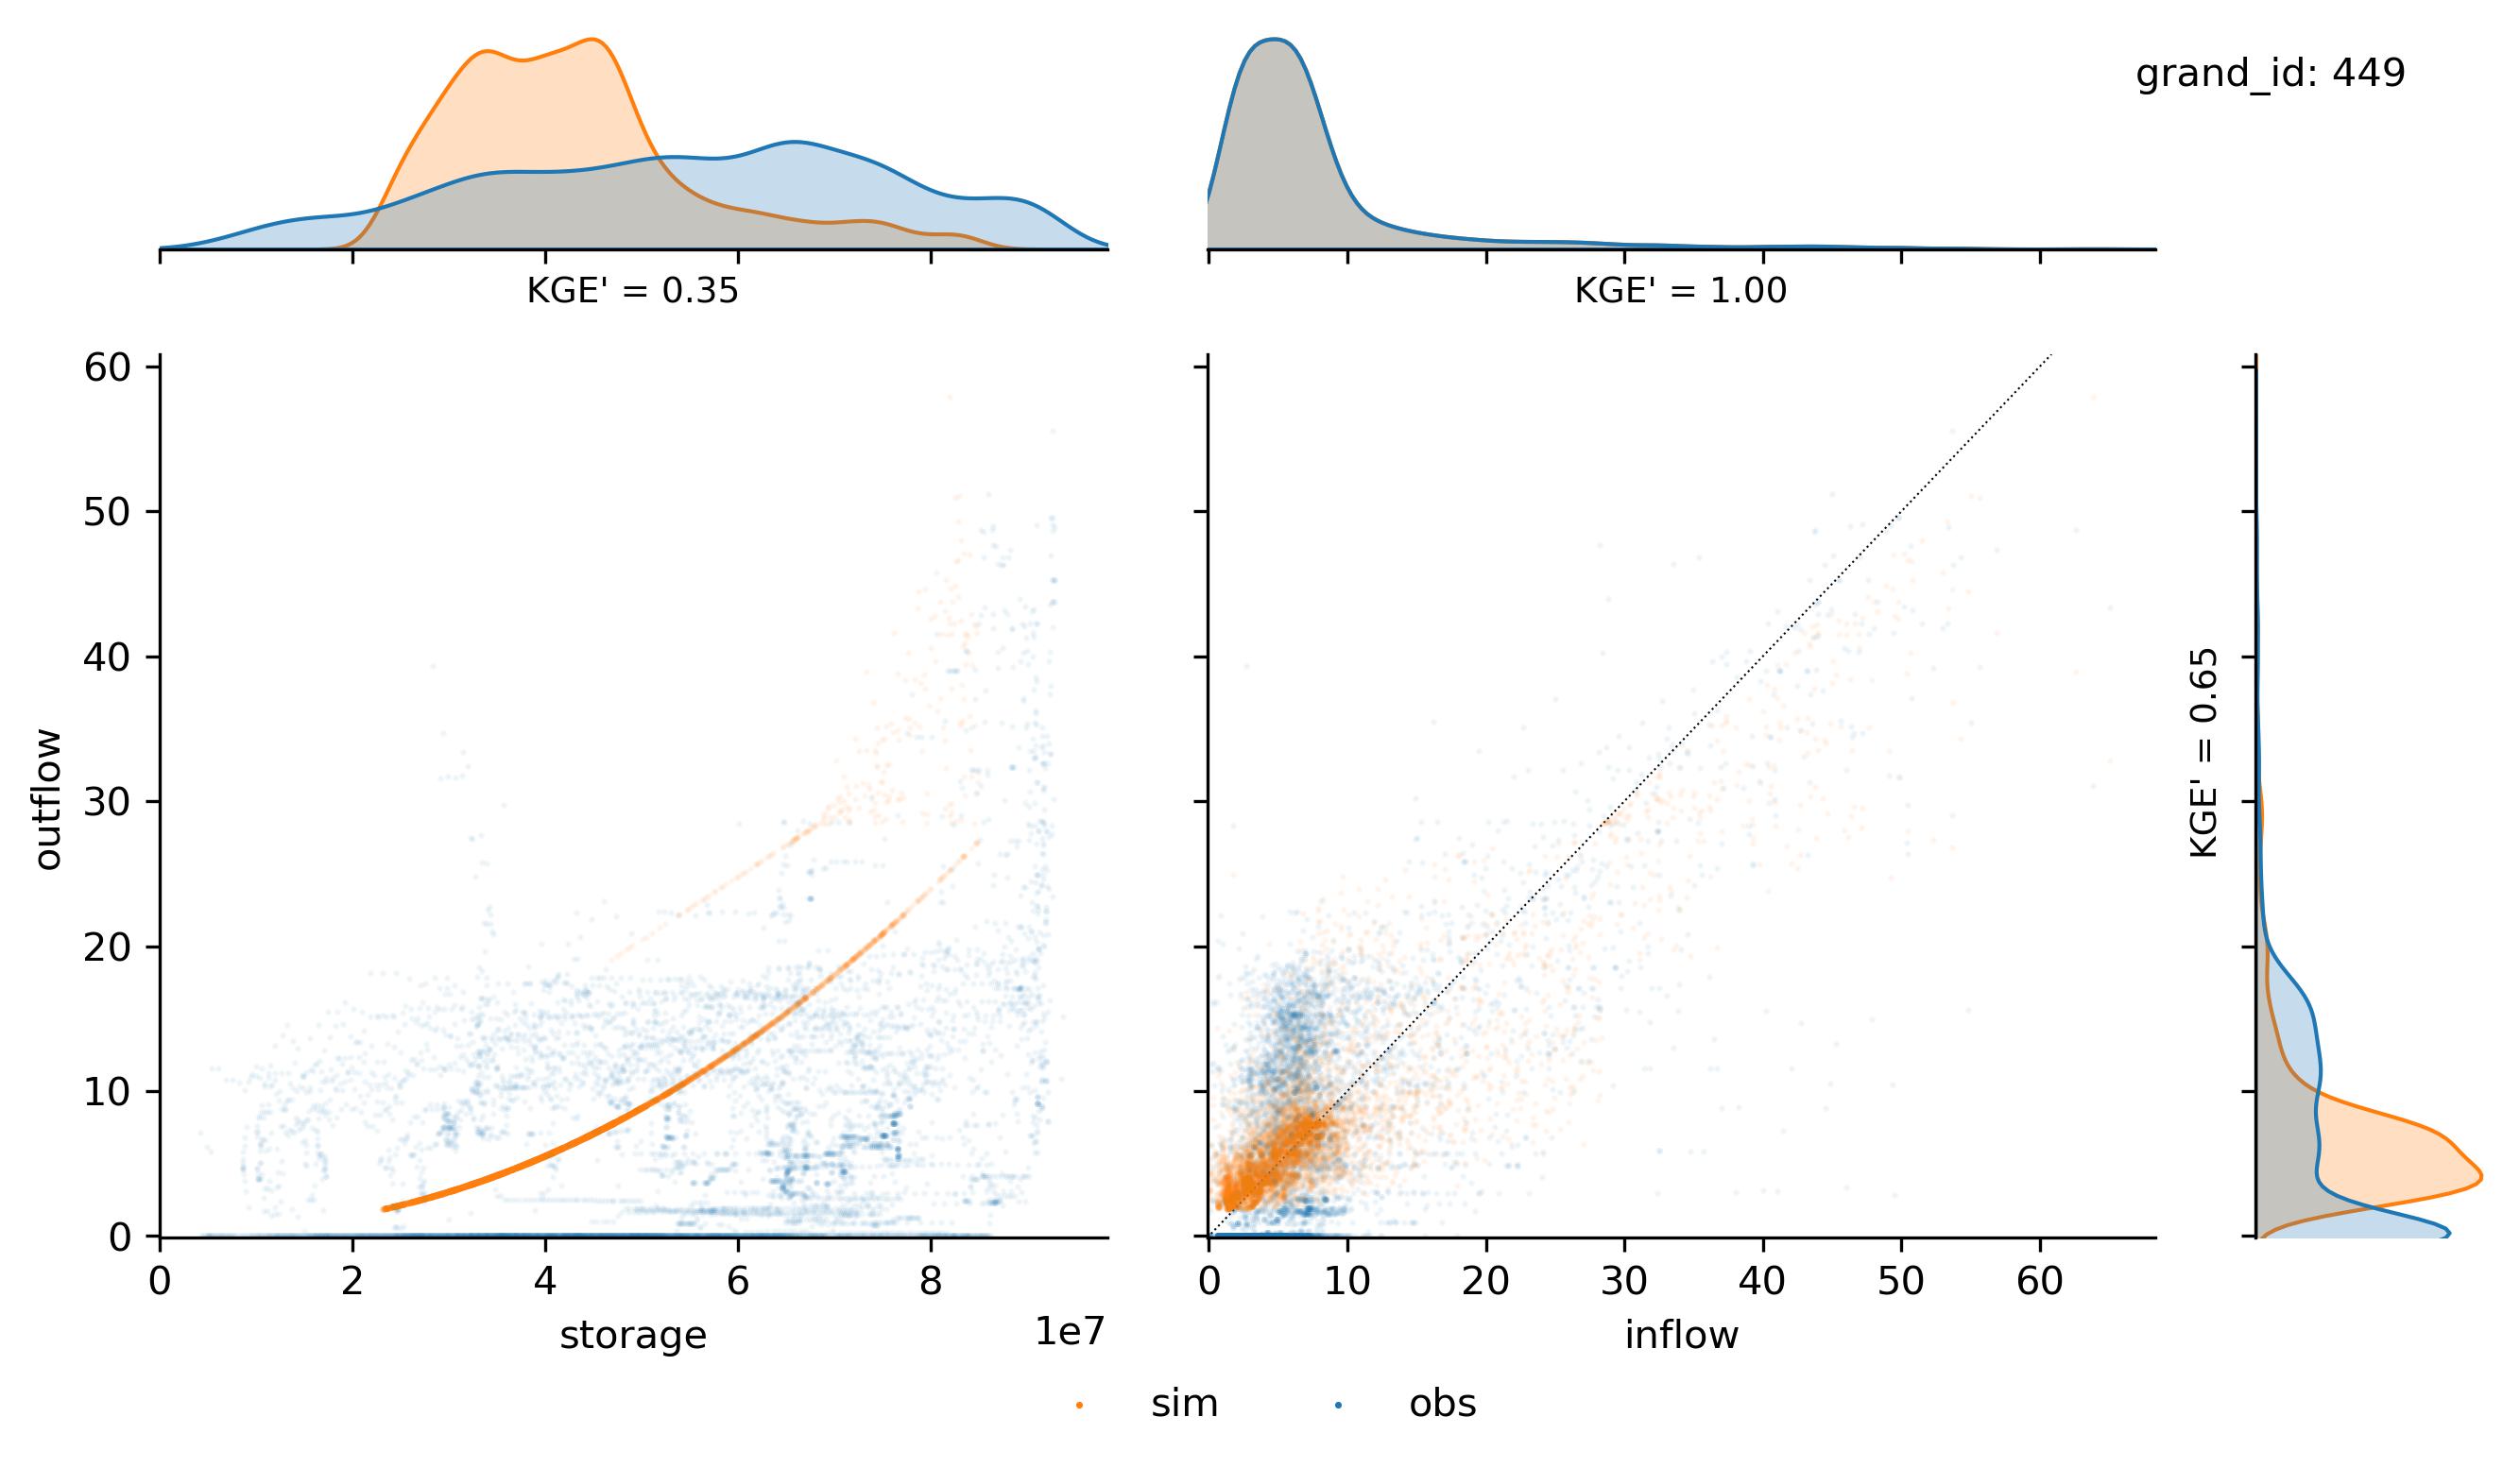 grand_id: 449
KGE' = 0.35
KGE' = 1.00
60
50
40
30
20
10
0
outflow
KGE' = 0.65
0 2 4 6 8
0 10 20 30 40 50 60
storage
1e7
inflow
sim
obs